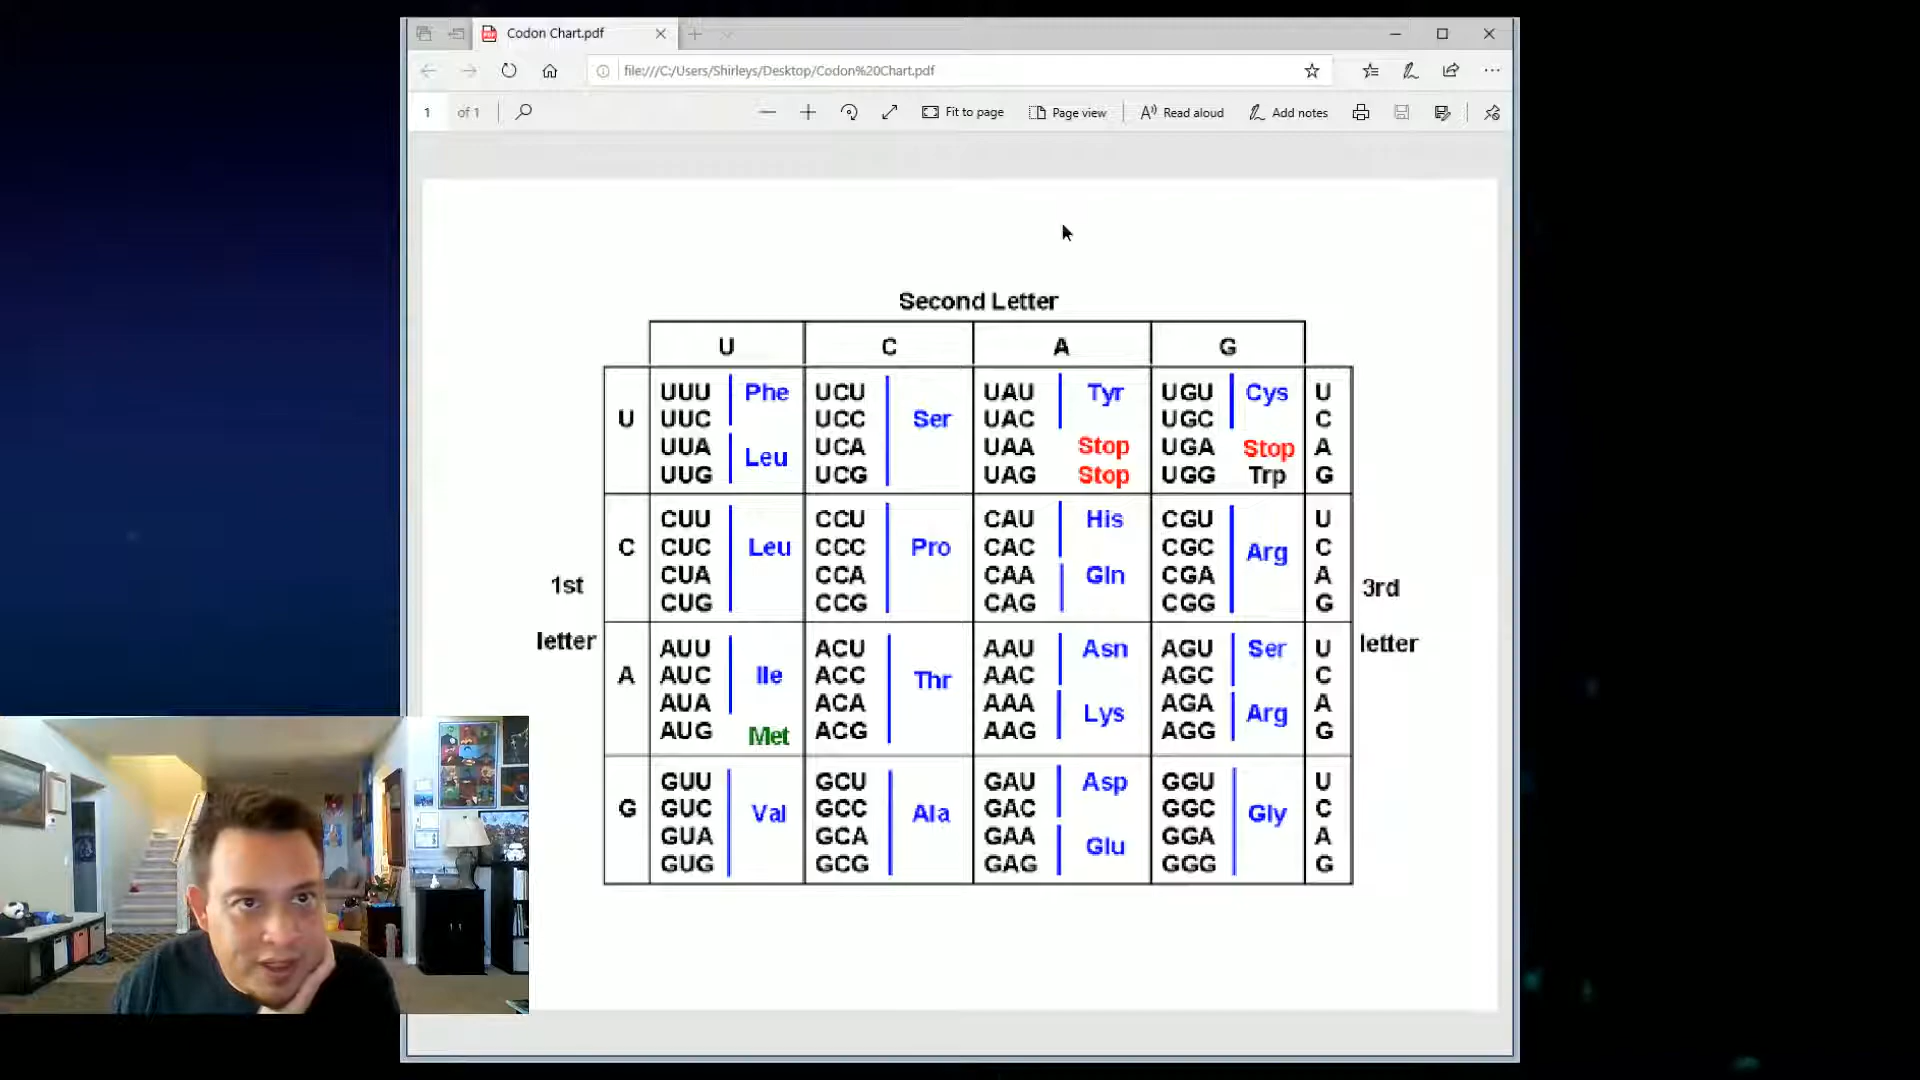 Codon Chart.pdf
file:///C:/Users/Shirleys/Desktop/Codon%20Chart.pdf
1 of 1 Fit to page Page view Read aloud Add notes
Second Letter
U C A G
UUU Phe UCU UAU Tyr UGU Cys U
U UUC UCC Ser UAC UGC C
UUA Leu UCA UAA Stop UGA Stop A
UUG UCG UAG Stop UGG Trp G
CUU CCU CAU His CGU U
C CUC Leu CCC Pro CAC CGC Arg C
1st CUA CCA CAA Gln CGA A 3rd
CUG CCG CAG CGG G
letter AUU ACU AAU Asn AGU Ser U letter
A AUC Ile ACC Thr AAC AGC C
AUA ACA AAA Lys AGA Arg A
AUG Met ACG AAG AGG G
GUU GCU GAU Asp GGU U
G GUC Val GCC Ala GAC GGC Gly C
GUA GCA GAA Glu GGA A
GUG GCG GAG GGG G